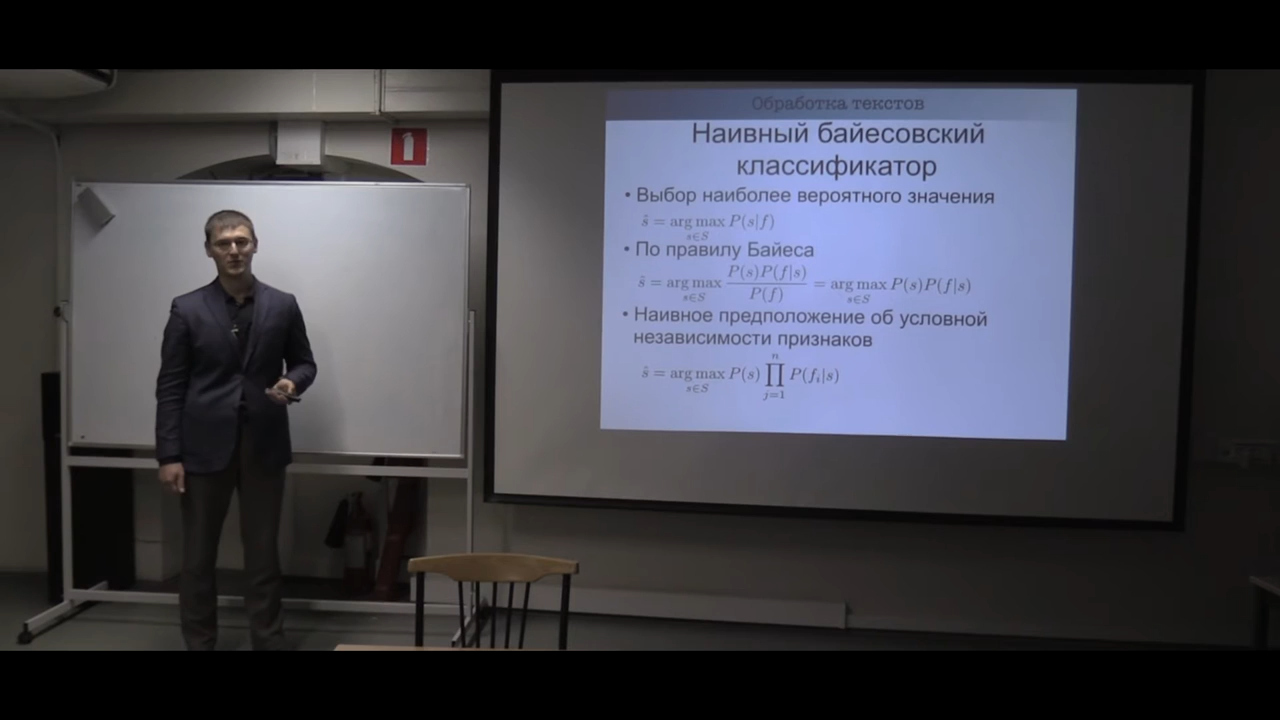 Обработка текстов
Наивный байесовский
классификатор
• Выбор наиболее вероятного значения
ŝ = arg max P(s|f)
s∈S
• По правилу Байеса
ŝ = arg max P(s)P(f|s) / P(f) = arg max P(s)P(f|s)
s∈S s∈S
• Наивное предположение об условной
независимости признаков
ŝ = arg max P(s) ∏ P(fᵢ|s)
s∈S j=1 n